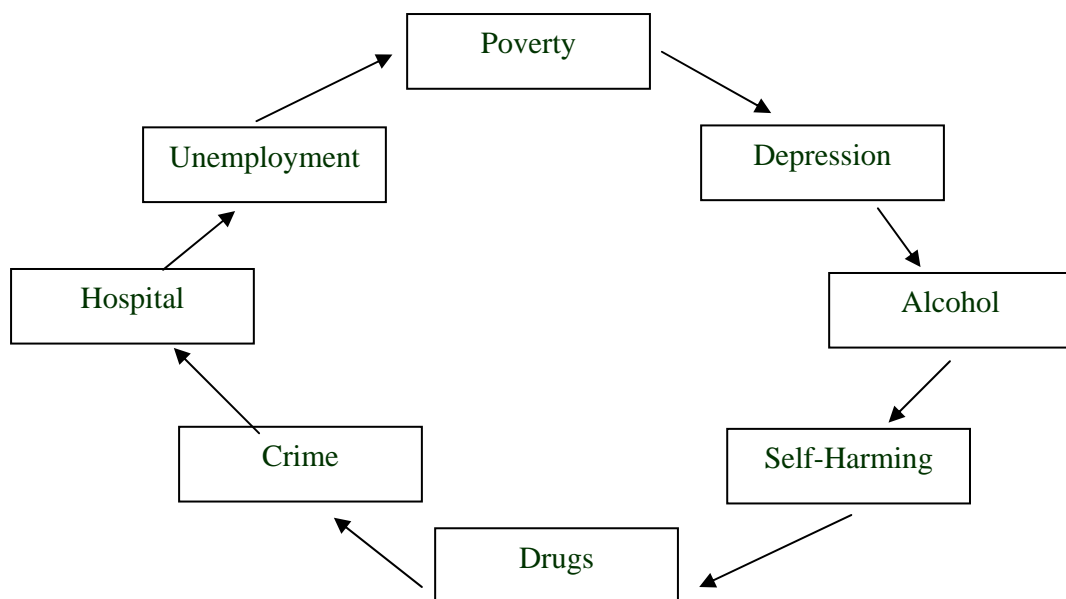 Poverty
Depression
Alcohol
Self-Harming
Drugs
Crime
Hospital
Unemployment